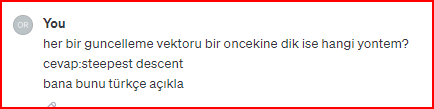 OR
You
her bir guncelleme vektoru bir oncekine dik ise hangi yontem?
cevap:steepest descent
bana bunu türkçe açıkla